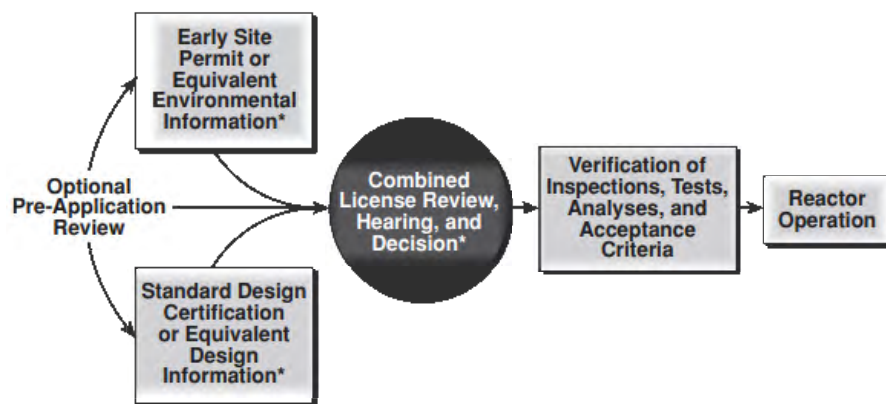 Early Site
Permit or
Equivalent
Environmental
Information*
Optional
Pre-Application
Review
Standard Design
Certification
or Equivalent
Design
Information*
Combined
License Review,
Hearing, and
Decision*
Verification of
Inspections, Tests,
Analyses, and
Acceptance
Criteria
Reactor
Operation